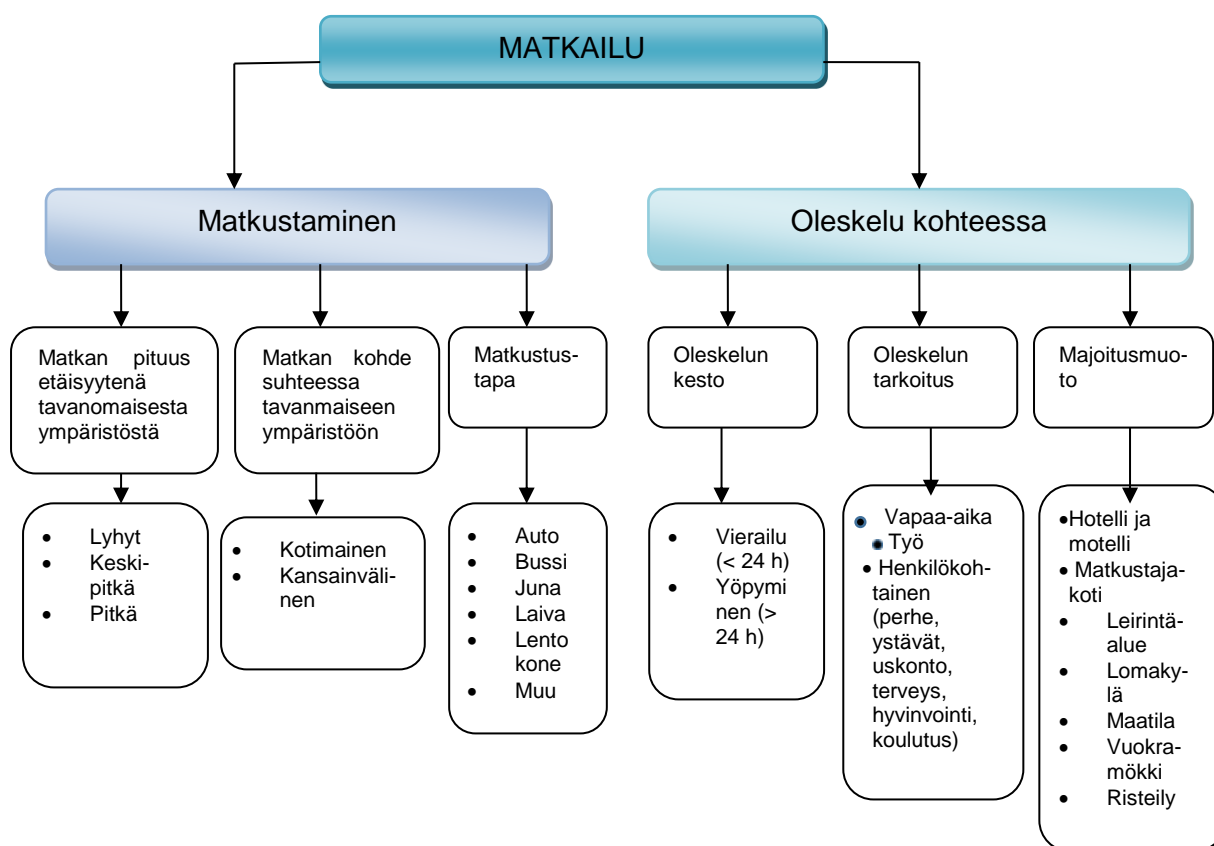 MATKAILU
Matkustaminen
Oleskelu kohteessa
Matkan pituus
etäisyytenä
tavanomaisesta
ympäristöstä
Matkan kohde
suhteessa
tavanmaiseen
ympäristöön
Matkustus-
tapa
Oleskelun
kesto
Oleskelun
tarkoitus
Majoitusmuo-
to
• Lyhyt
• Keski-
pitkä
• Pitkä
• Kotimainen
• Kansainväli-
nen
• Auto
• Bussi
• Juna
• Laiva
• Lento
kone
• Muu
• Vierailu
(< 24 h)
• Yöpymi
nen (>
24 h)
• Vapaa-aika
• Työ
• Henkilökoh-
tainen
(perhe,
ystävät,
uskonto,
terveys,
hyvinvointi,
koulutus)
•Hotelli ja
motelli
• Matkustaja-
koti
• Leirintä-
alue
• Lomaky-
lä
• Maatila
• Vuokra-
mökki
• Risteily